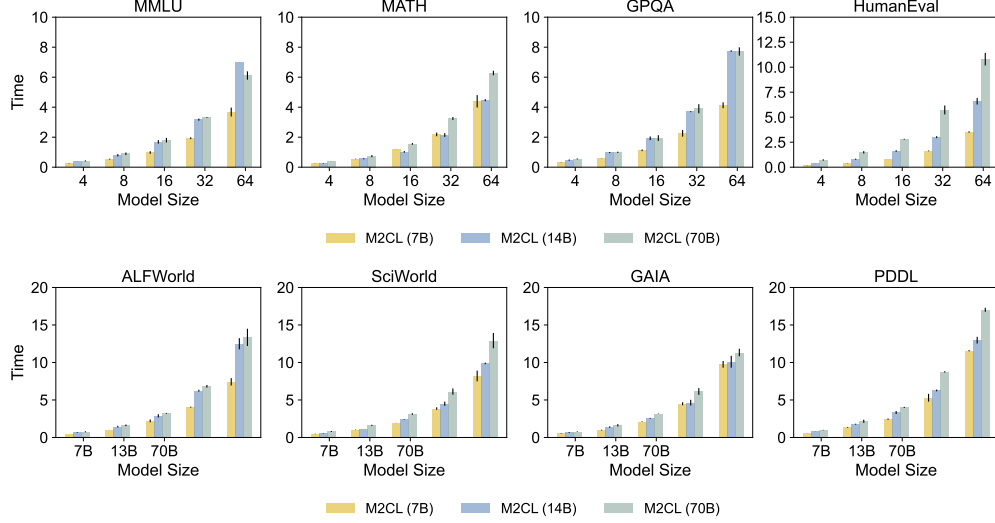 MMLU
MATH
GPQA
HumanEval
10
8
6
4
2
0
10
8
6
4
2
0
10
8
6
4
2
0
15.0
12.5
10.0
7.5
5.0
2.5
0.0
Time
4 8 16 32 64
4 8 16 32 64
4 8 16 32 64
4 8 16 32 64
Model Size
Model Size
Model Size
Model Size
M2CL (7B) M2CL (14B) M2CL (70B)
ALFWorld
SciWorld
GAIA
PDDL
20
15
10
5
0
20
15
10
5
0
20
15
10
5
0
20
15
10
5
0
Time
7B 13B 70B
7B 13B 70B
7B 13B 70B
7B 13B 70B
Model Size
Model Size
Model Size
Model Size
M2CL (7B) M2CL (14B) M2CL (70B)